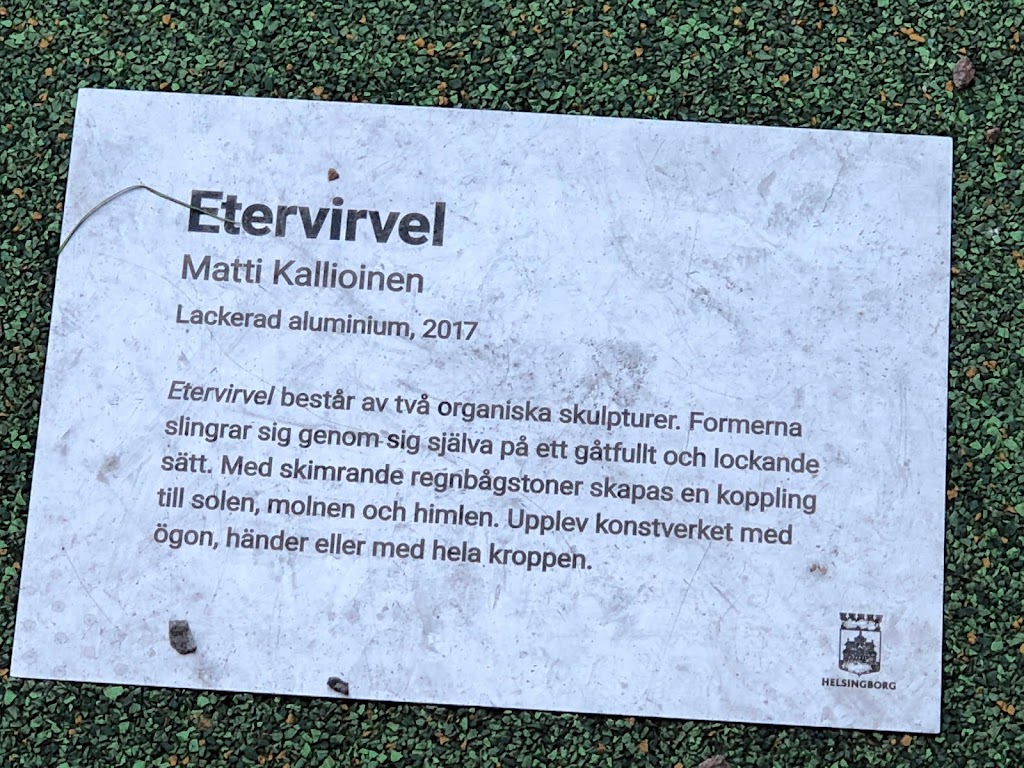 Etervirvel
Matti Kallioinen
Lackerad aluminium, 2017
Etervirvel består av två organiska skulpturer. Formerna
slingrar sig genom sig själva på ett gåtfullt och lockande
sätt. Med skimrande regnbågstoner skapas en koppling
till solen, molnen och himlen. Upplev konstverket med
ögon, händer eller med hela kroppen.
HELSINGBORG